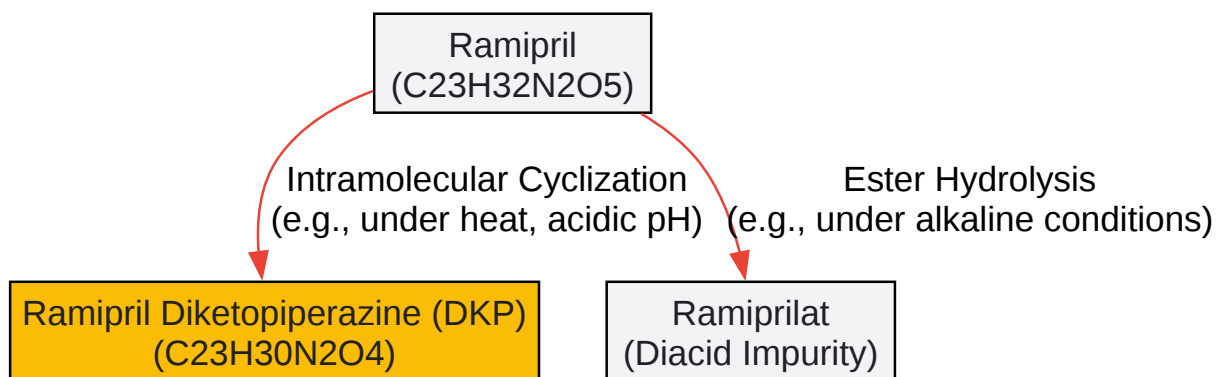 Ramipril
(C23H32N2O5)
Intramolecular Cyclization
(e.g., under heat, acidic pH)
Ester Hydrolysis
(e.g., under alkaline conditions)
Ramipril Diketopiperazine (DKP)
(C23H30N2O4)
Ramiprilat
(Diacid Impurity)